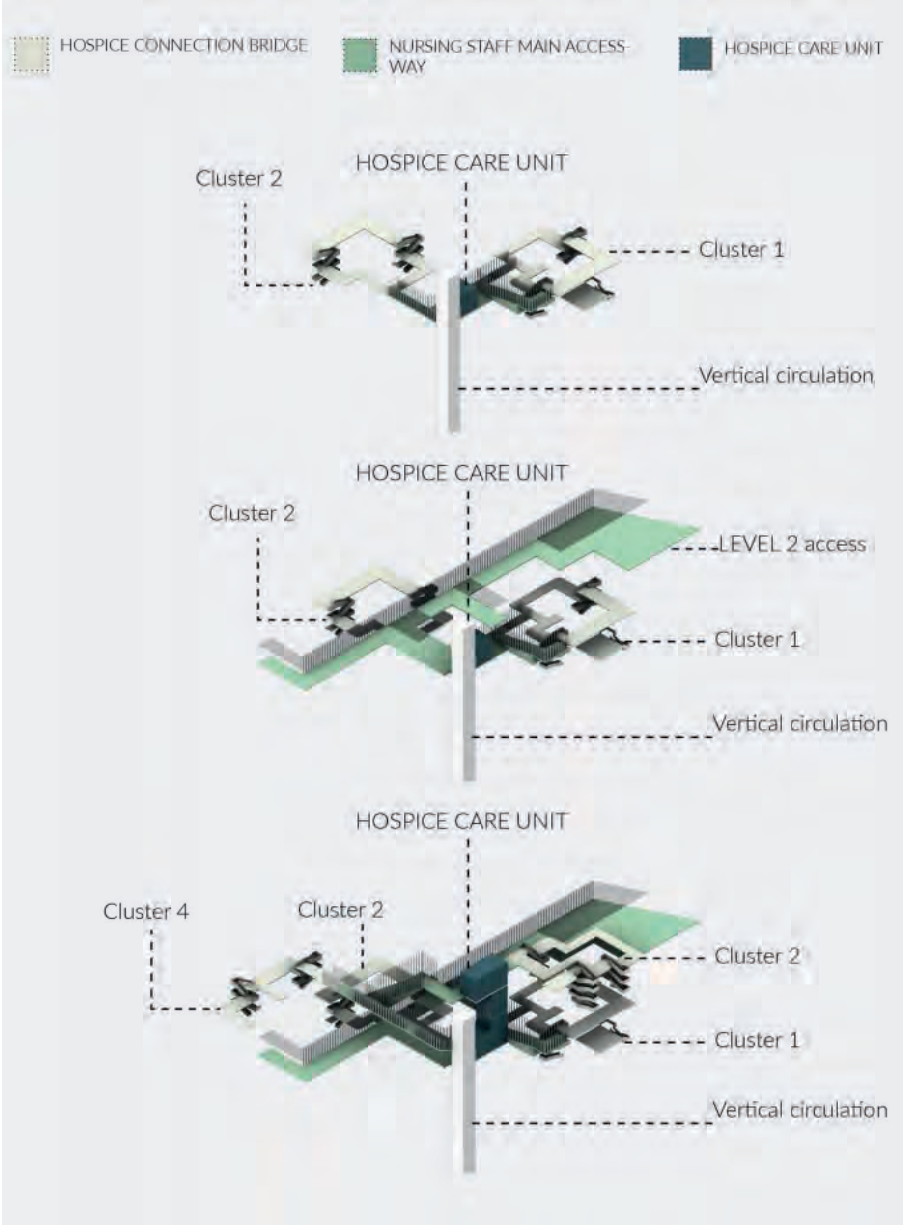 HOSPICE CONNECTION BRIDGE
NURSING STAFF MAIN ACCESS-
WAY
HOSPICE CARE UNIT
HOSPICE CARE UNIT
Cluster 2
Cluster 1
Vertical circulation
HOSPICE CARE UNIT
Cluster 2
LEVEL 2 access
Cluster 1
Vertical circulation
HOSPICE CARE UNIT
Cluster 4
Cluster 2
Cluster 2
Cluster 1
Vertical circulation